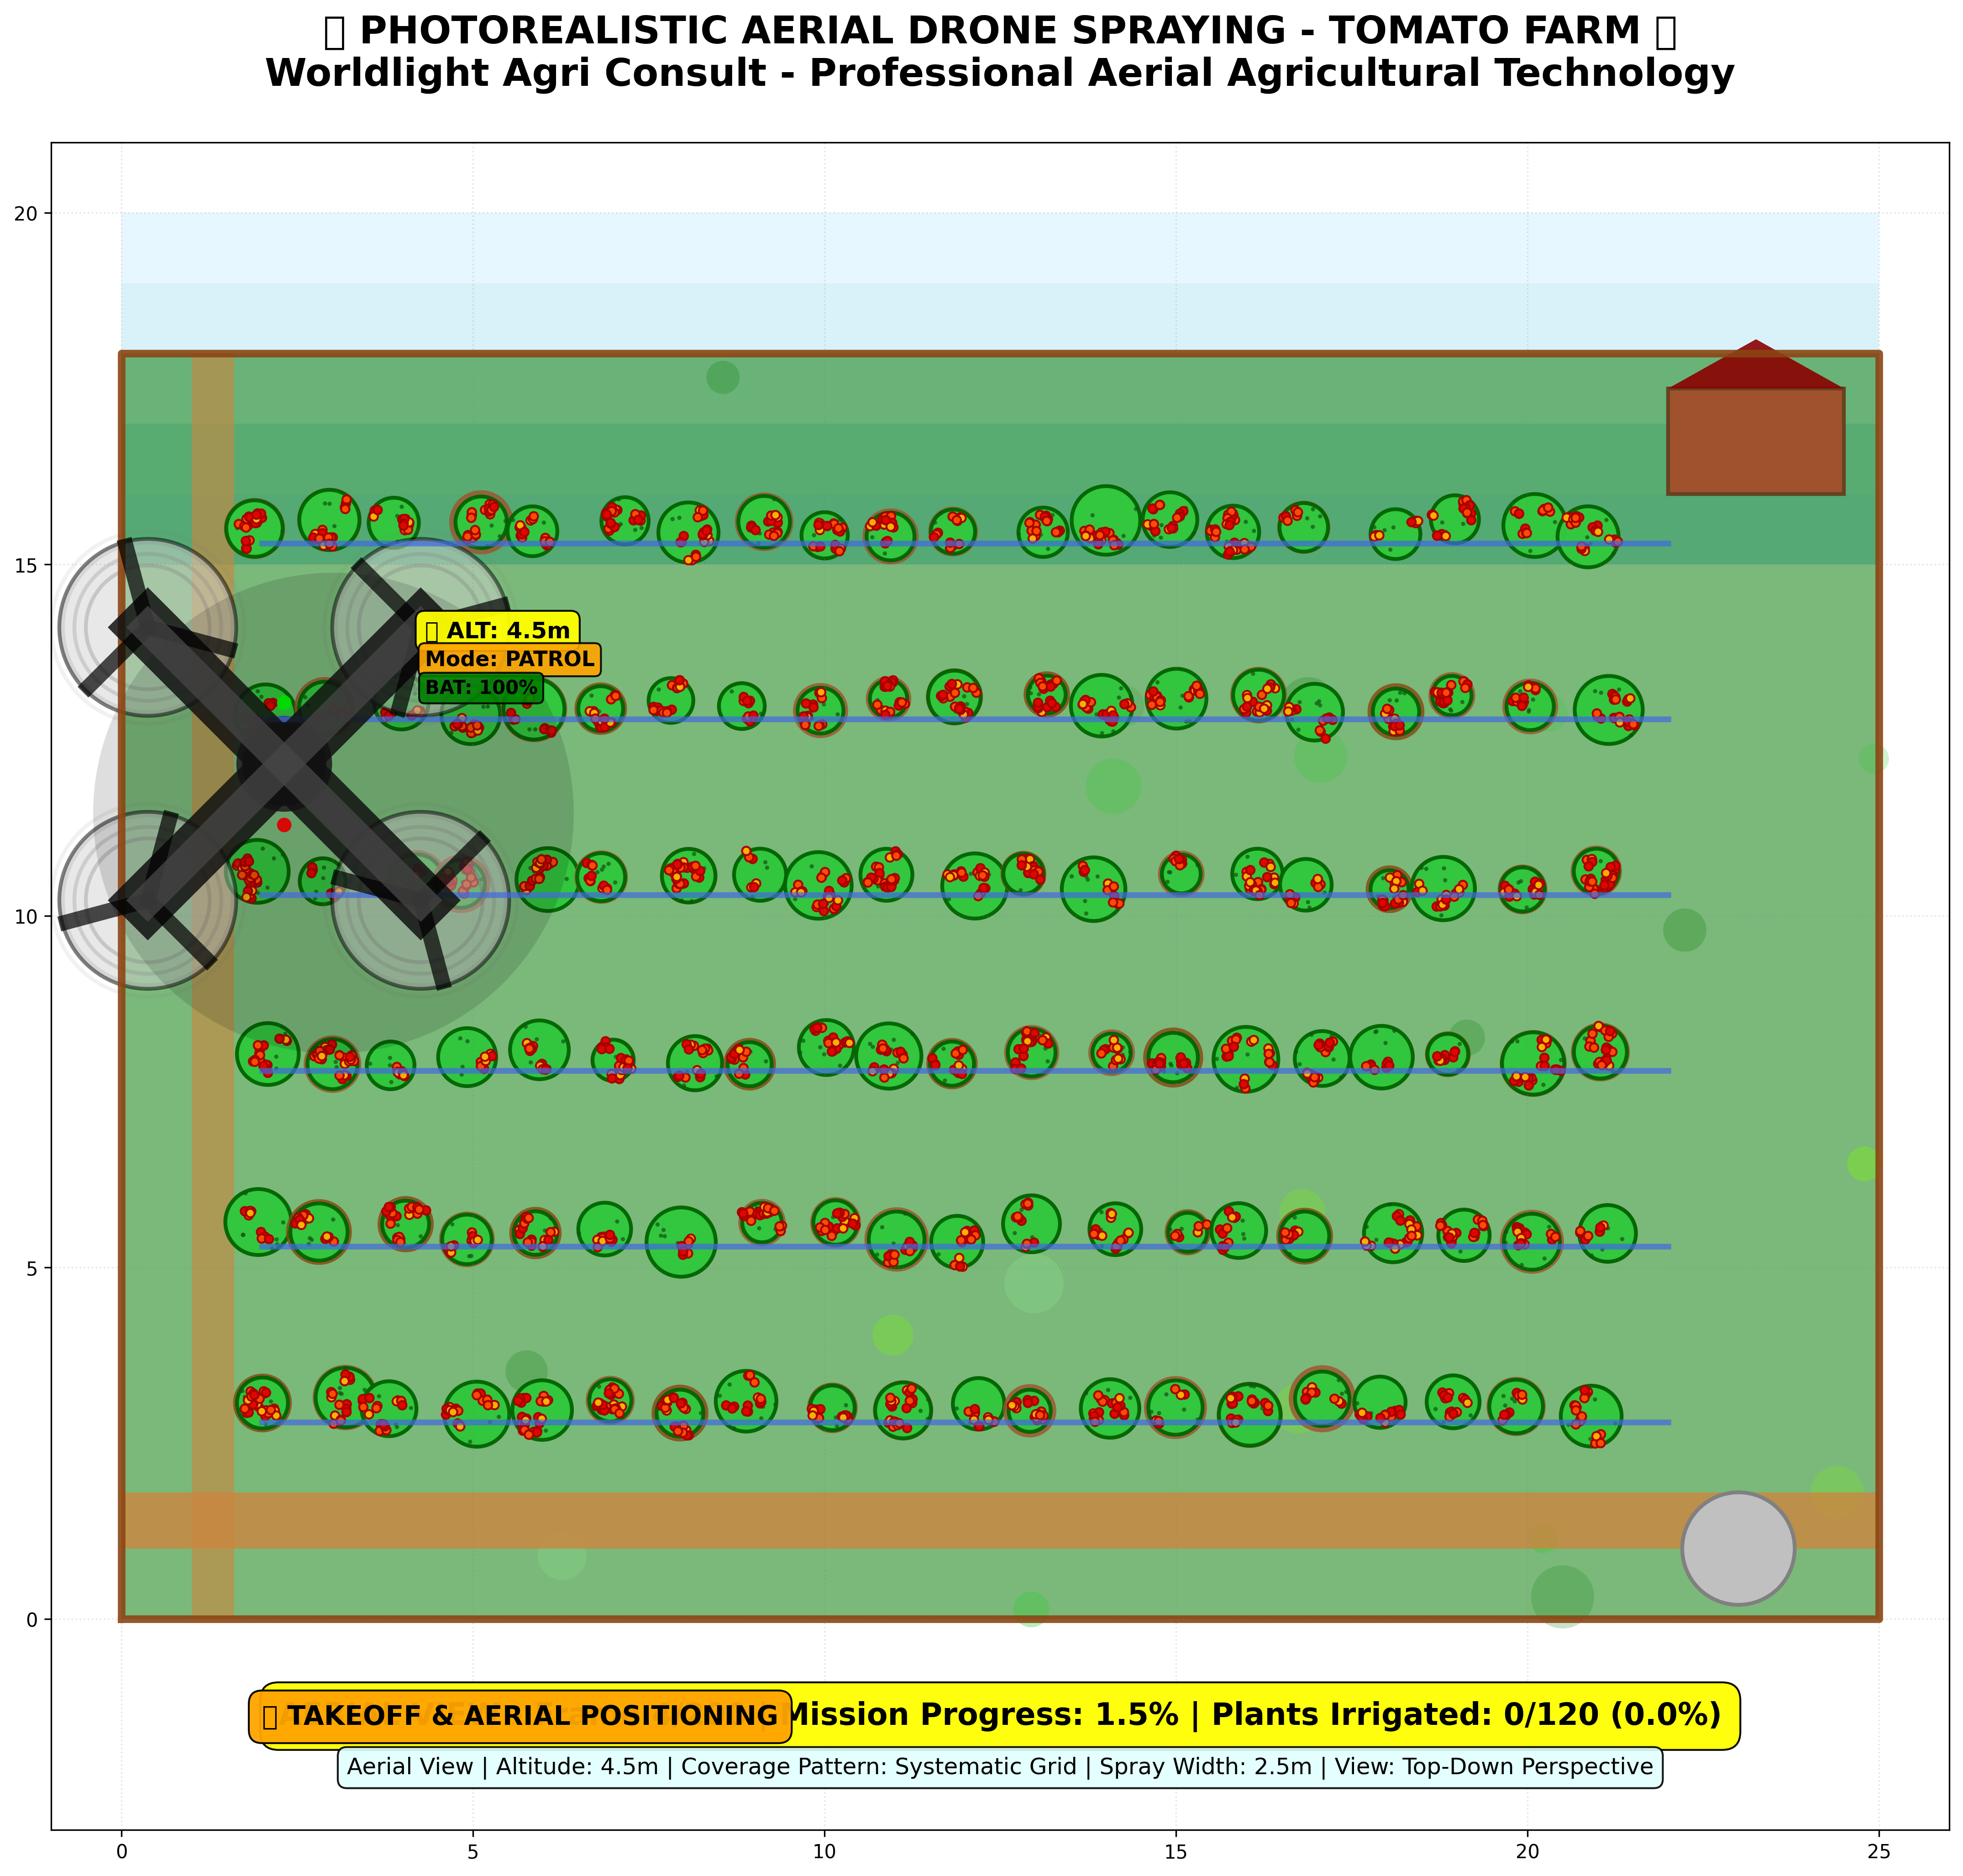 PHOTOREALISTIC AERIAL DRONE SPRAYING - TOMATO FARM
Worldlight Agri Consult - Professional Aerial Agricultural Technology
20
15
10
5
0
ALT: 4.5m
Mode: PATROL
BAT: 100%
TAKEOFF & AERIAL POSITIONING
| Mission Progress: 1.5% | Plants Irrigated: 0/120 (0.0%)
Aerial View | Altitude: 4.5m | Coverage Pattern: Systematic Grid | Spray Width: 2.5m | View: Top-Down Perspective
0
5
10
15
20
25